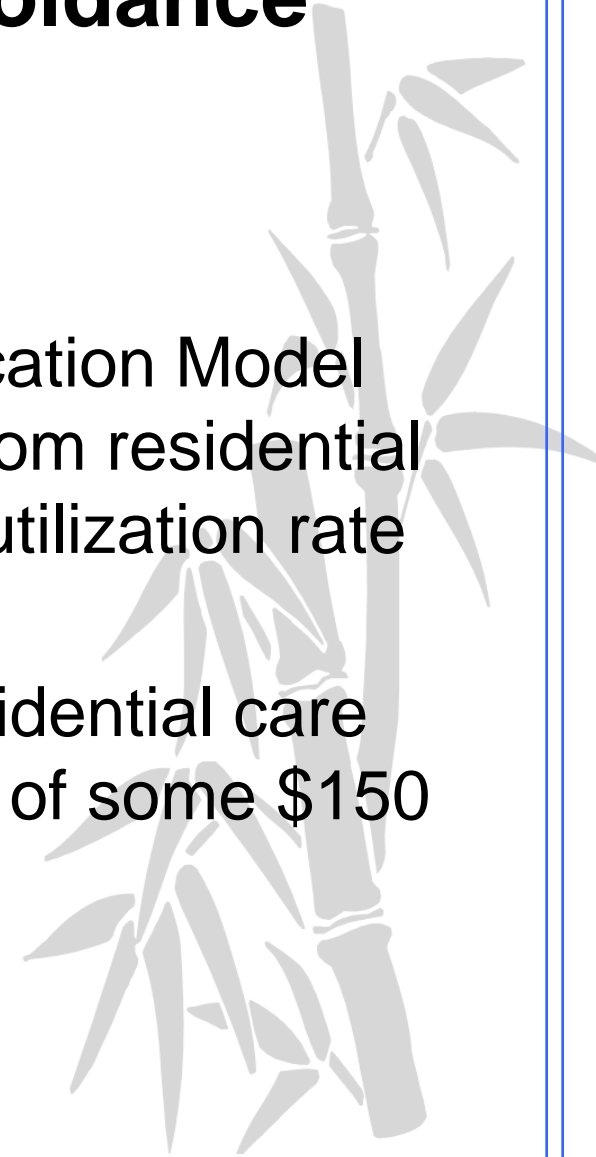 oidance
cation Model
om residential
utilization rate
idential care
of some $150